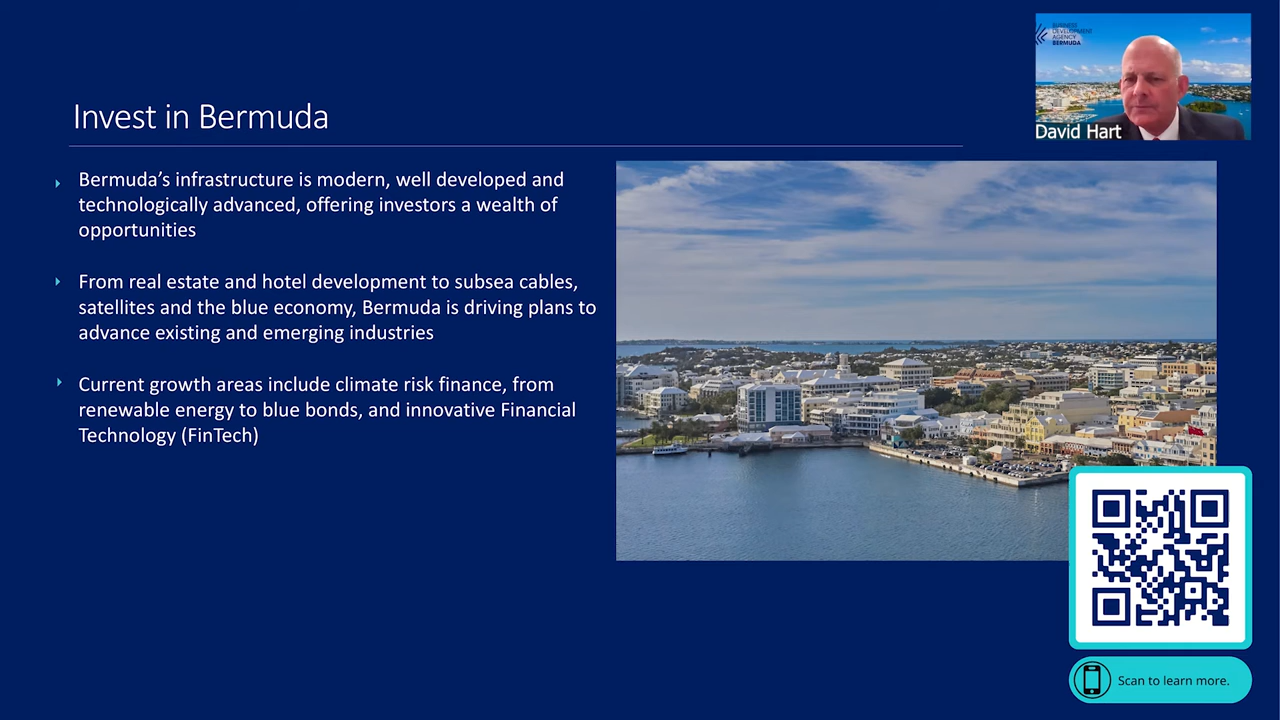 BUSINESS
DEVELOPMENT
AGENCY
BERMUDA
David Hart
Invest in Bermuda
Bermuda’s infrastructure is modern, well developed and
technologically advanced, offering investors a wealth of
opportunities
From real estate and hotel development to subsea cables,
satellites and the blue economy, Bermuda is driving plans to
advance existing and emerging industries
Current growth areas include climate risk finance, from
renewable energy to blue bonds, and innovative Financial
Technology (FinTech)
Scan to learn more.